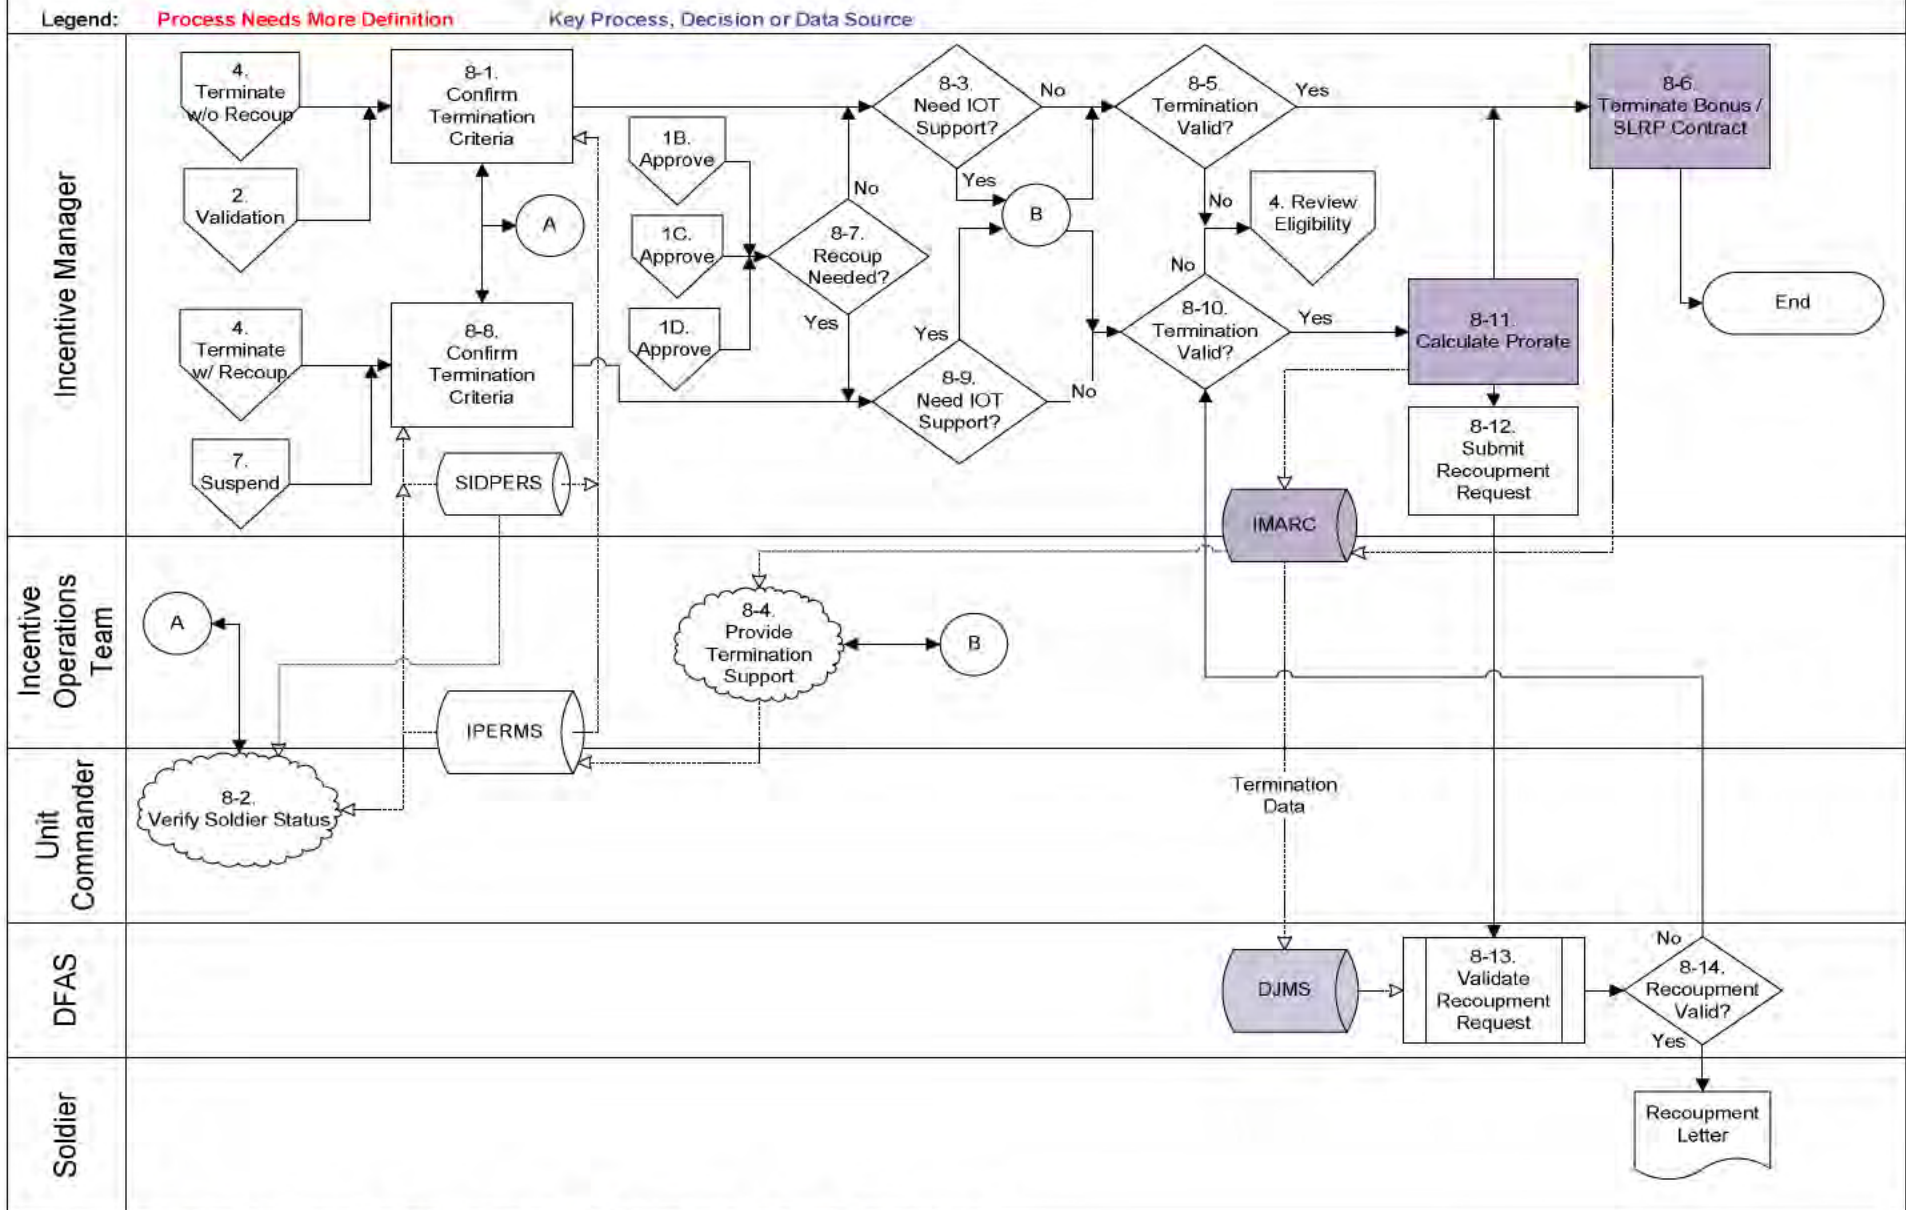 Legend: Process Needs More Definition Key Process, Decision or Data Source
Incentive Manager
4.
Terminate
w/o Recoup
2.
Validation
8-1.
Confirm
Termination
Criteria
A
4.
Terminate
w/ Recoup
7.
Suspend
8-8.
Confirm
Termination
Criteria
SIDPERS
1B.
Approve
1C.
Approve
1D.
Approve
8-7.
Recoup
Needed?
No
Yes
8-3.
Need IOT
Support?
No
Yes
B
8-9.
Need IOT
Support?
Yes
No
8-5.
Termination
Valid?
Yes
No
4. Review
Eligibility
8-10.
Termination
Valid?
No
Yes
8-6.
Terminate Bonus /
SLRP Contract
End
8-11.
Calculate Prorate
8-12.
Submit
Recoupment
Request
IMARC
Incentive
Operations
Team
A
IPERMS
8-4.
Provide
Termination
Support
B
Unit
Commander
8-2.
Verify Soldier Status
Termination
Data
DFAS
DJMS
8-13.
Validate
Recoupment
Request
No
8-14.
Recoupment
Valid?
Yes
Soldier
Recoupment
Letter